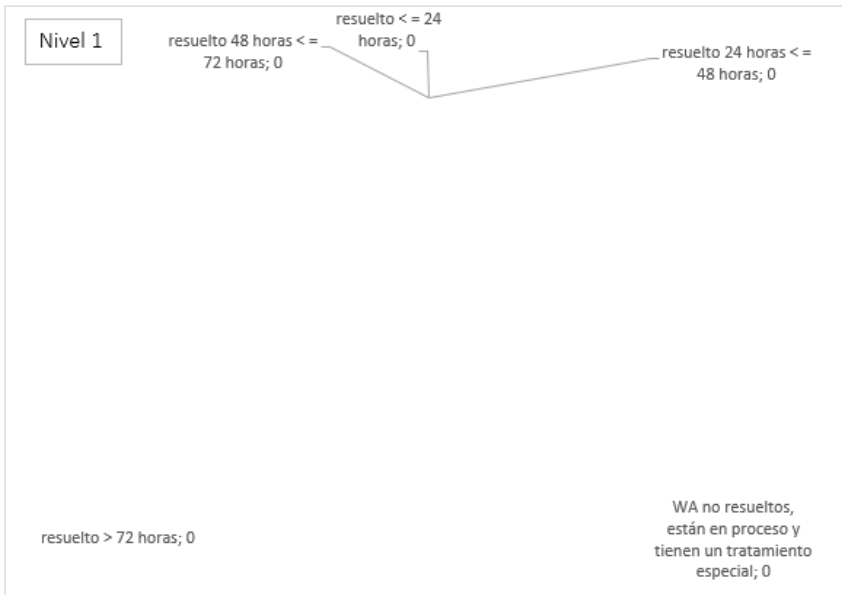 Nivel 1
resuelto < = 24
horas; 0
resuelto 48 horas < =
72 horas; 0
resuelto 24 horas < =
48 horas; 0
resuelto > 72 horas; 0
WA no resueltos,
están en proceso y
tienen un tratamiento
especial; 0